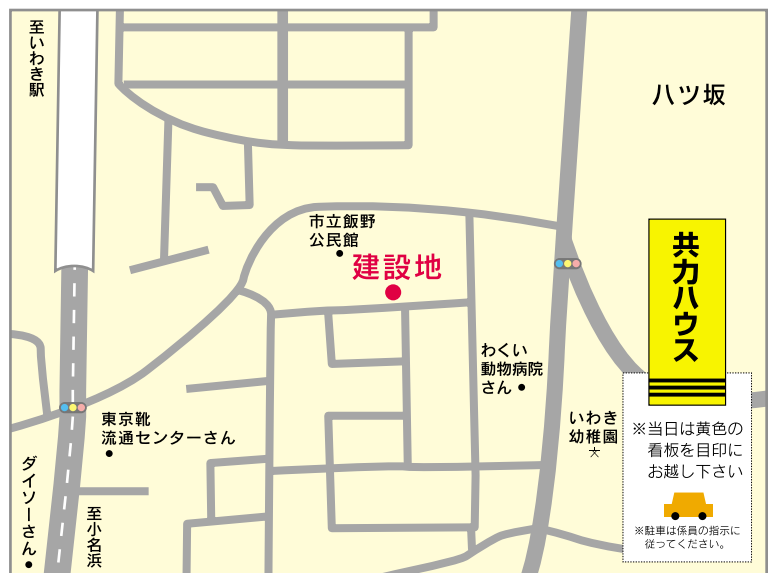 至いわき駅
八ツ坂
市立飯野
公民館
建設地
共力ハウス
わくい
動物病院
さん
いわき
幼稚園
東京靴
流通センターさん
ダイソーさん
至小名浜
※当日は黄色の
看板を目印に
お越し下さい
※駐車は係員の指示に
従ってください。